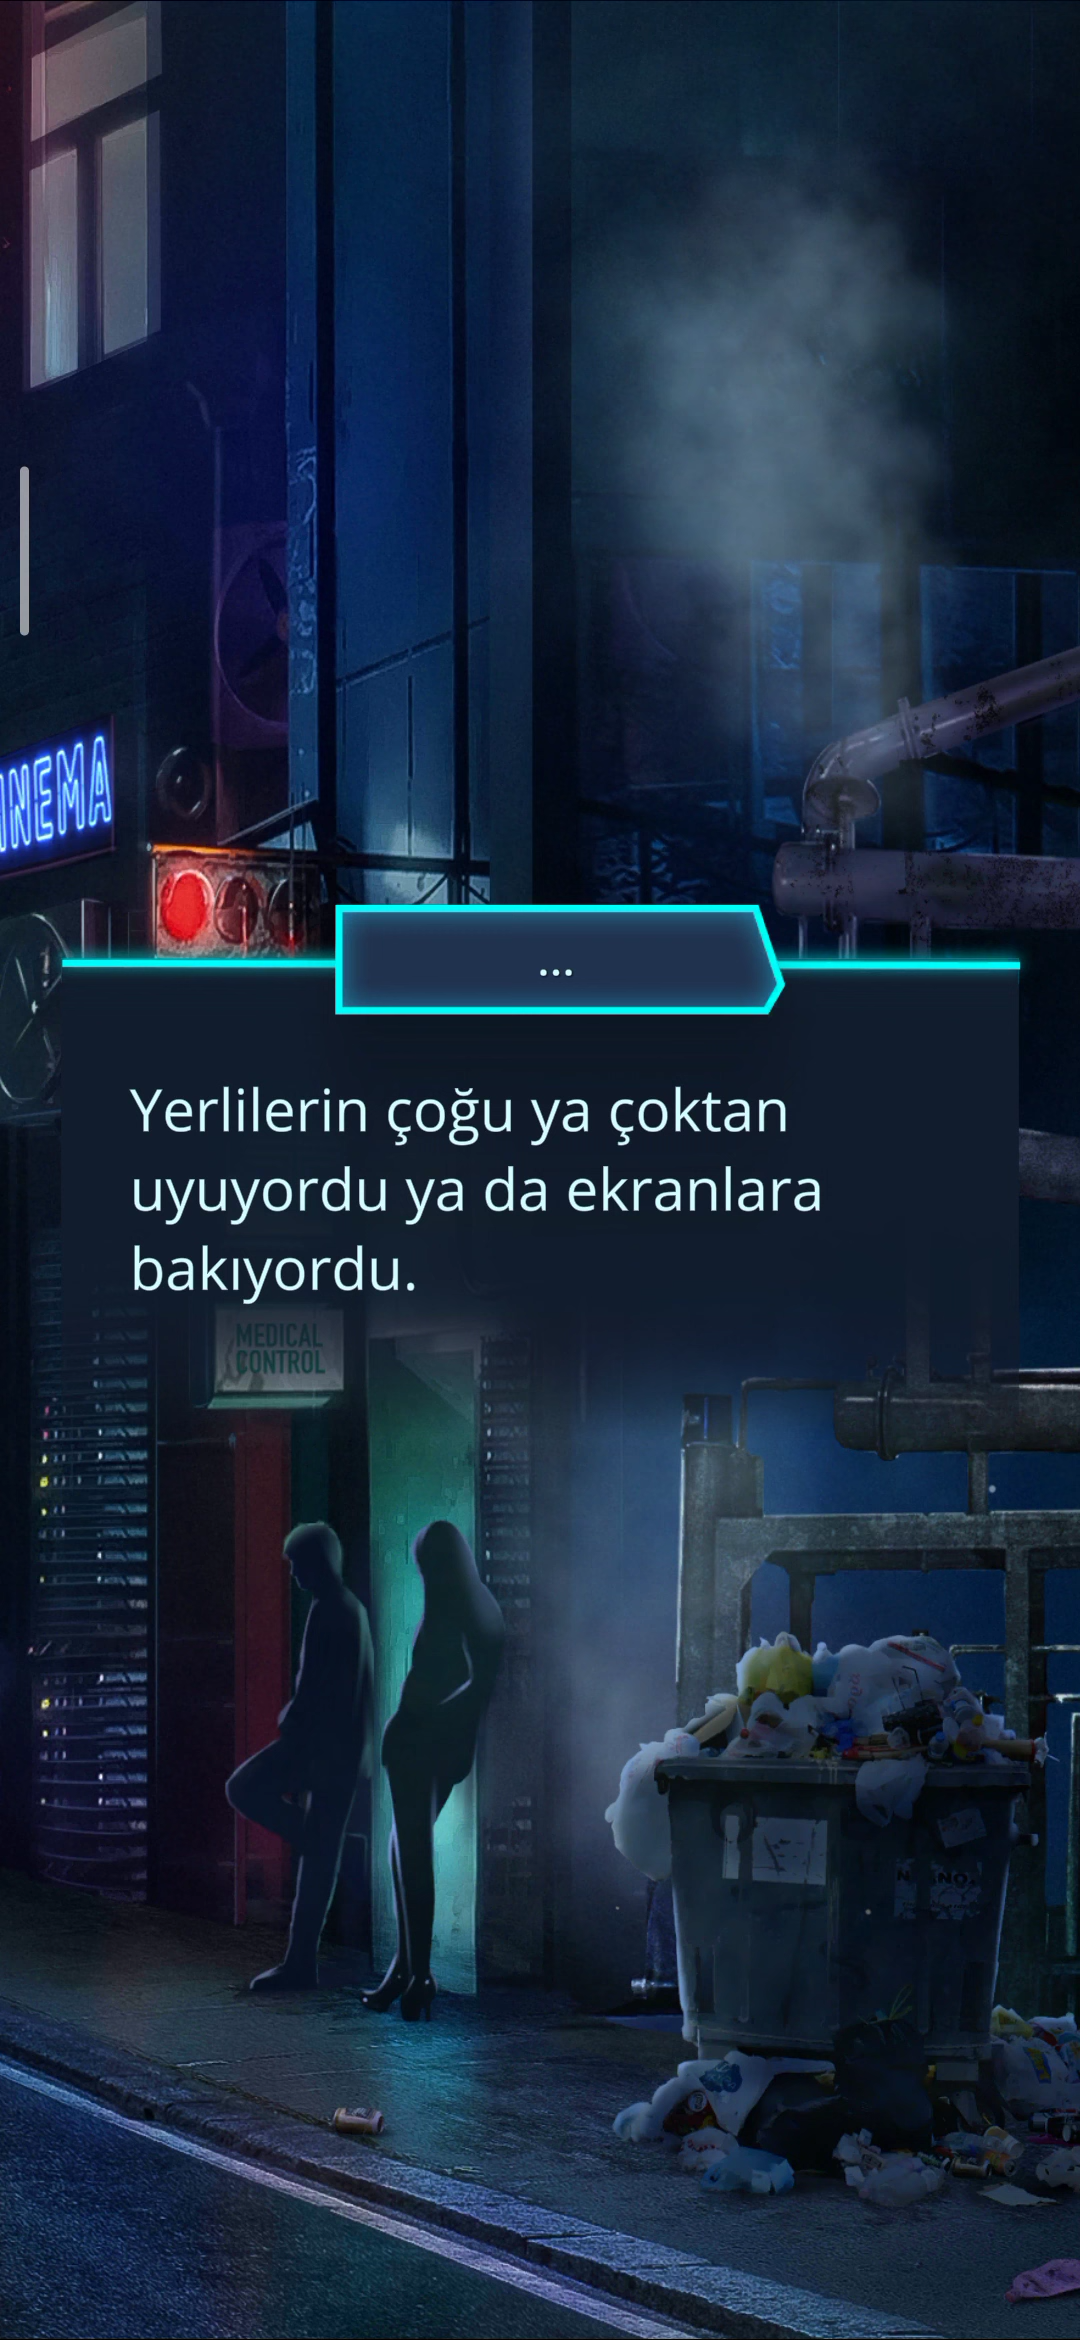 INEMA
...
Yerlilerin çoğu ya çoktan
uyuyordu ya da ekranlara
bakıyordu.
MEDICAL
CONTROL